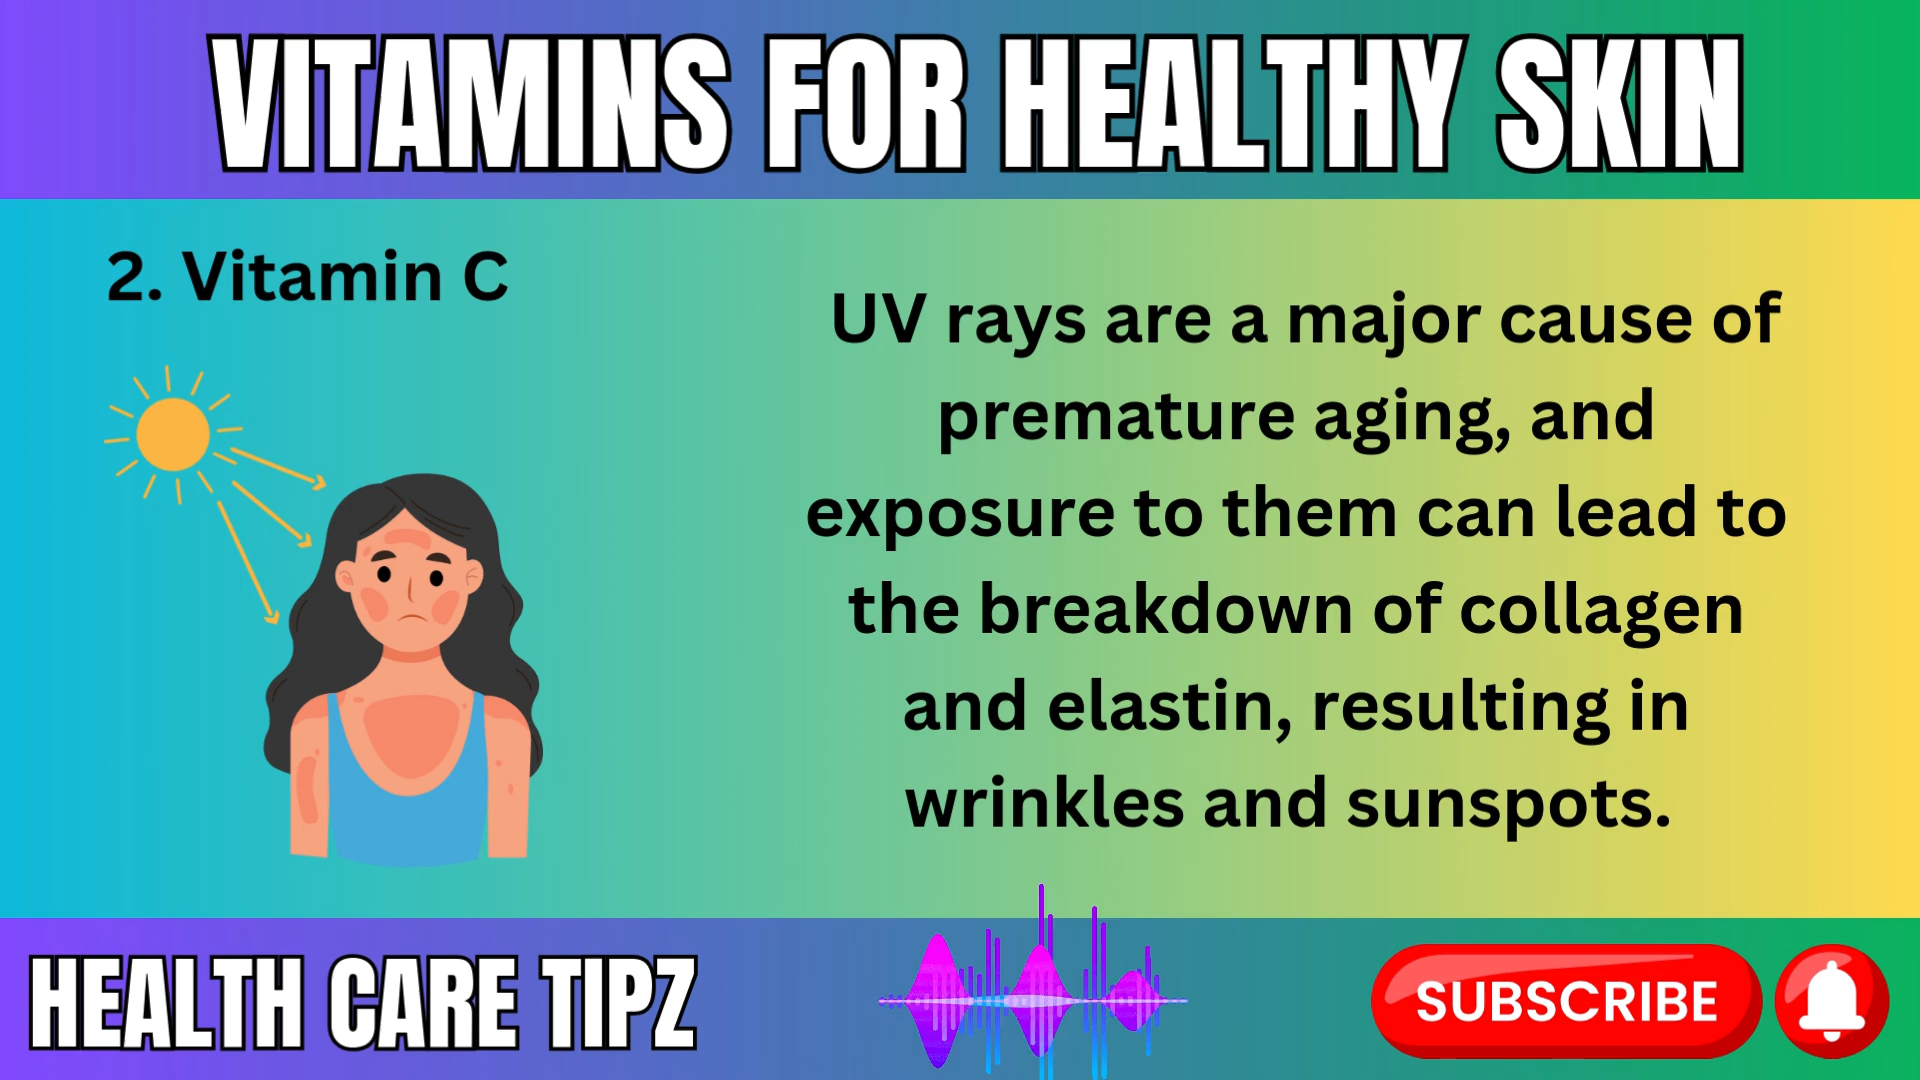 VITAMINS FOR HEALTHY SKIN
2. Vitamin C
UV rays are a major cause of
premature aging, and
exposure to them can lead to
the breakdown of collagen
and elastin, resulting in
wrinkles and sunspots.
HEALTH CARE TIPZ
SUBSCRIBE